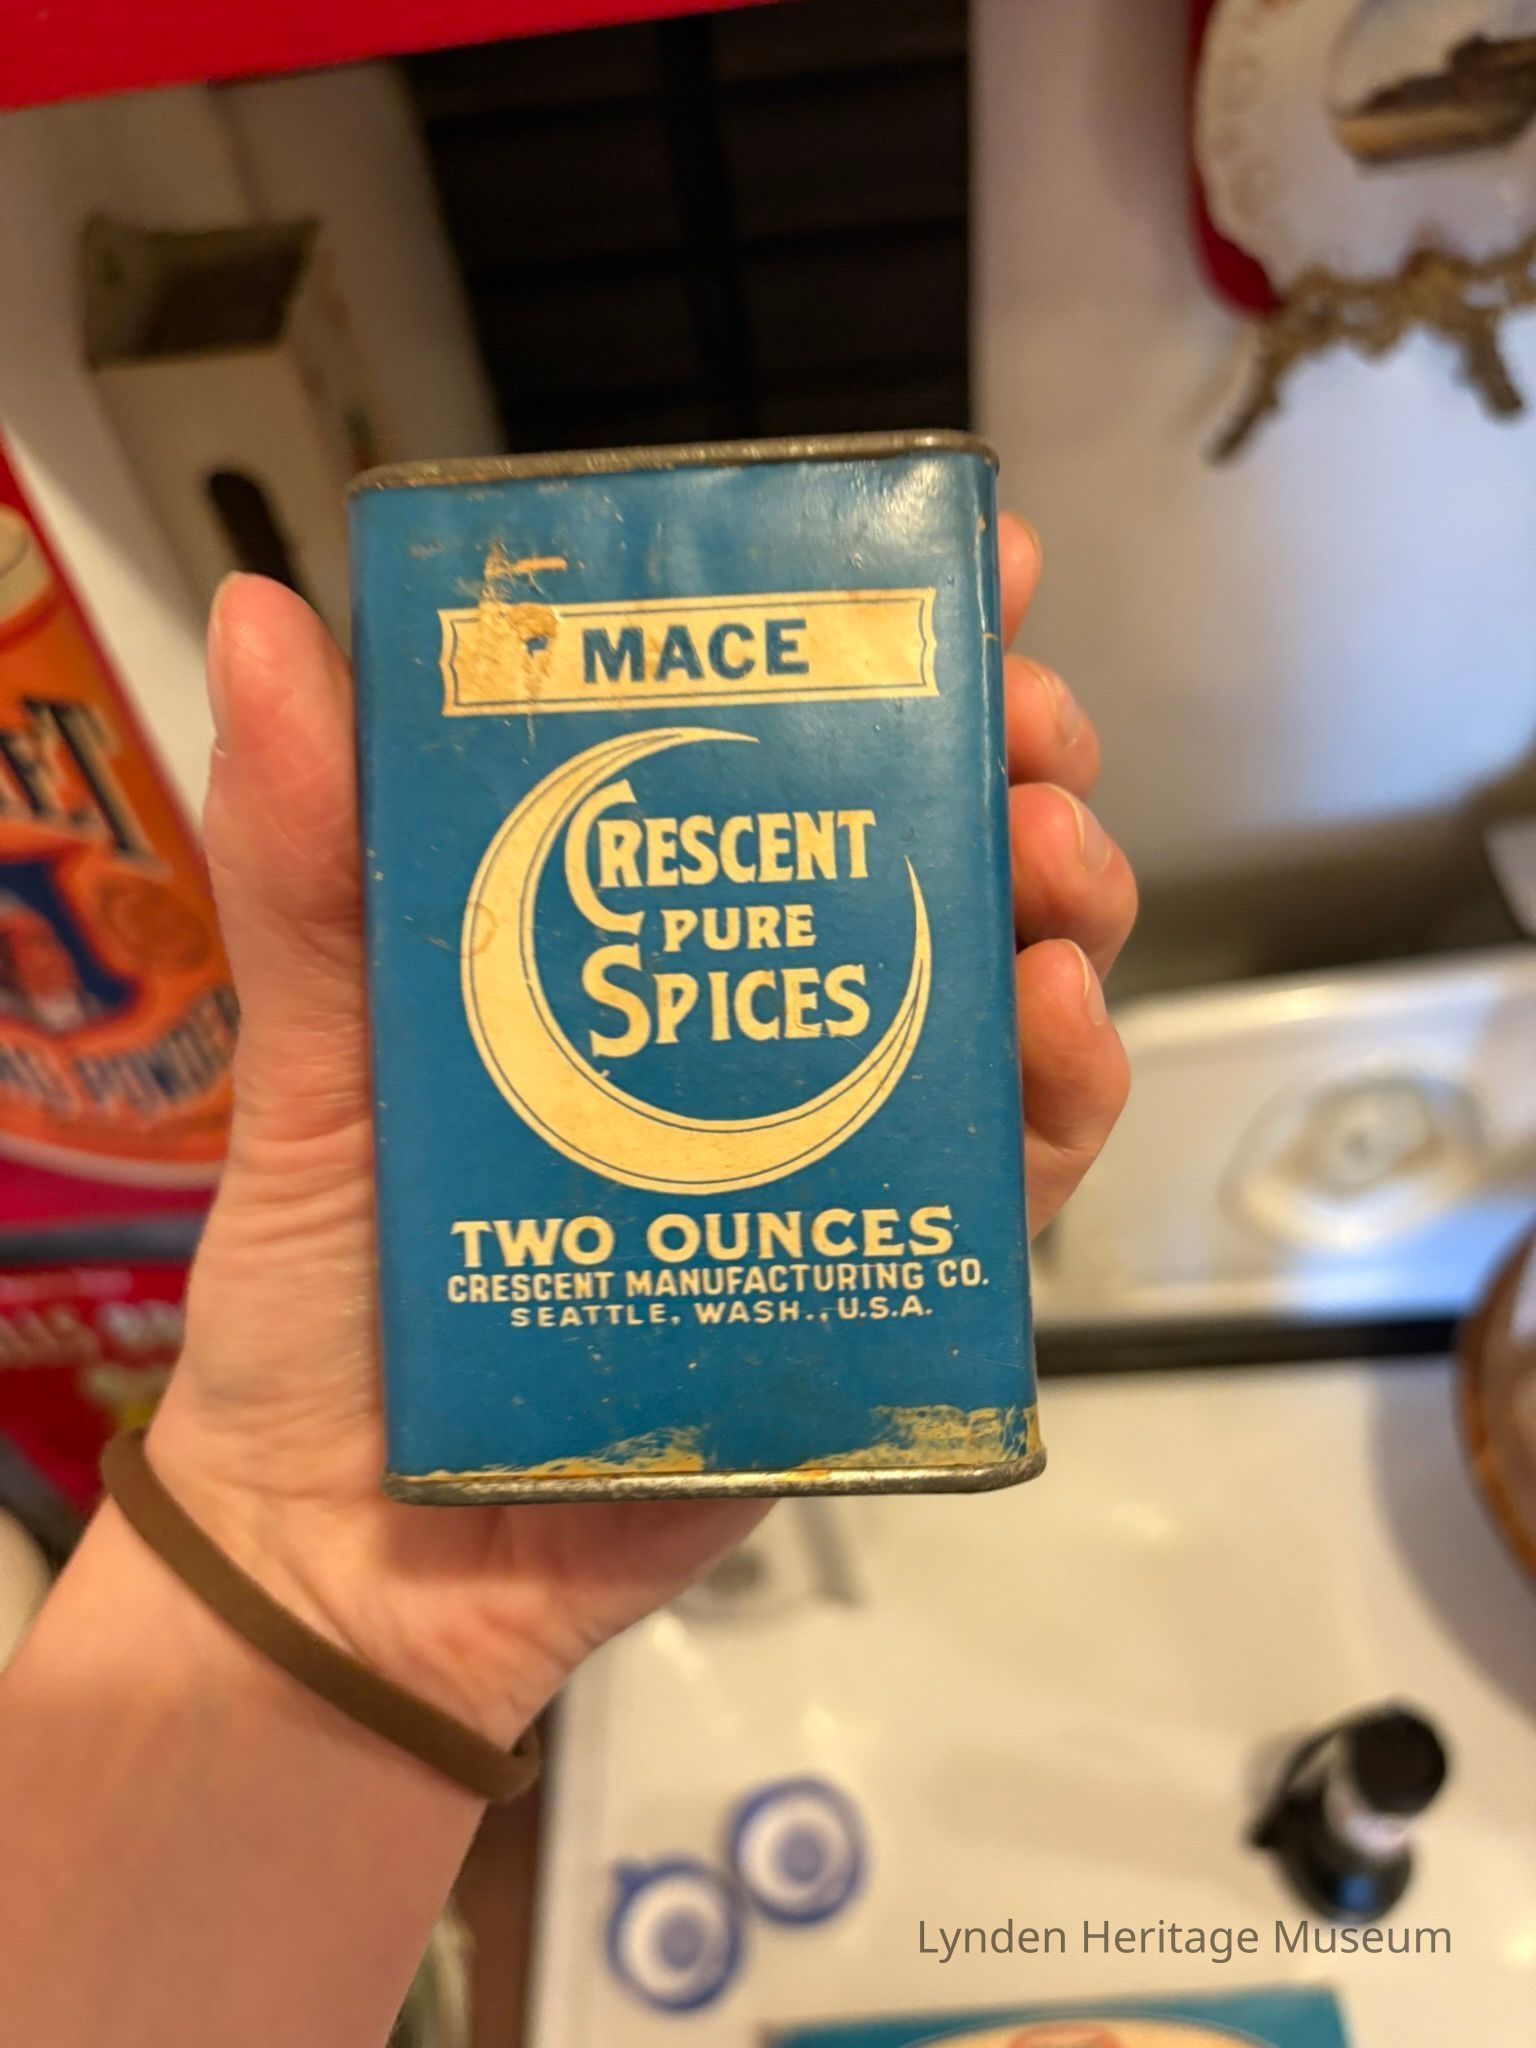 MACE
CRESCENT
PURE
SPICES
TWO OUNCES
CRESCENT MANUFACTURING CO.
SEATTLE, WASH., U.S.A.
Lynden Heritage Museum